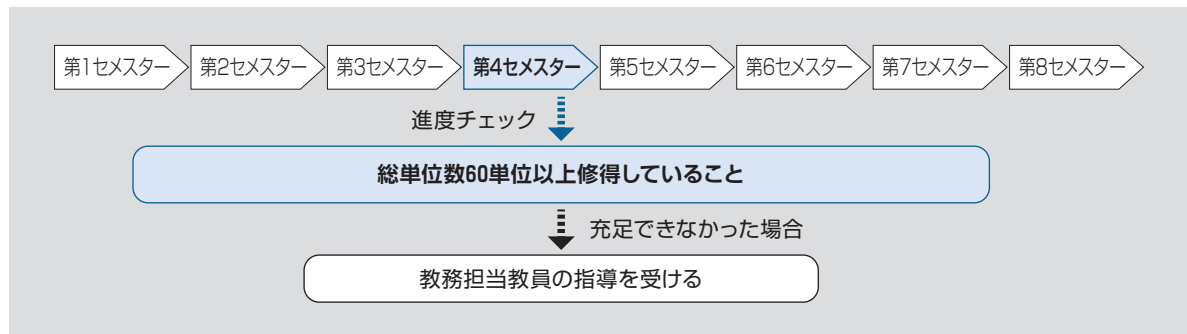 第1セメスター 第2セメスター 第3セメスター 第4セメスター 第5セメスター 第6セメスター 第7セメスター 第8セメスター
進度チェック
総単位数60単位以上修得していること
充足できなかった場合
教務担当教員の指導を受ける